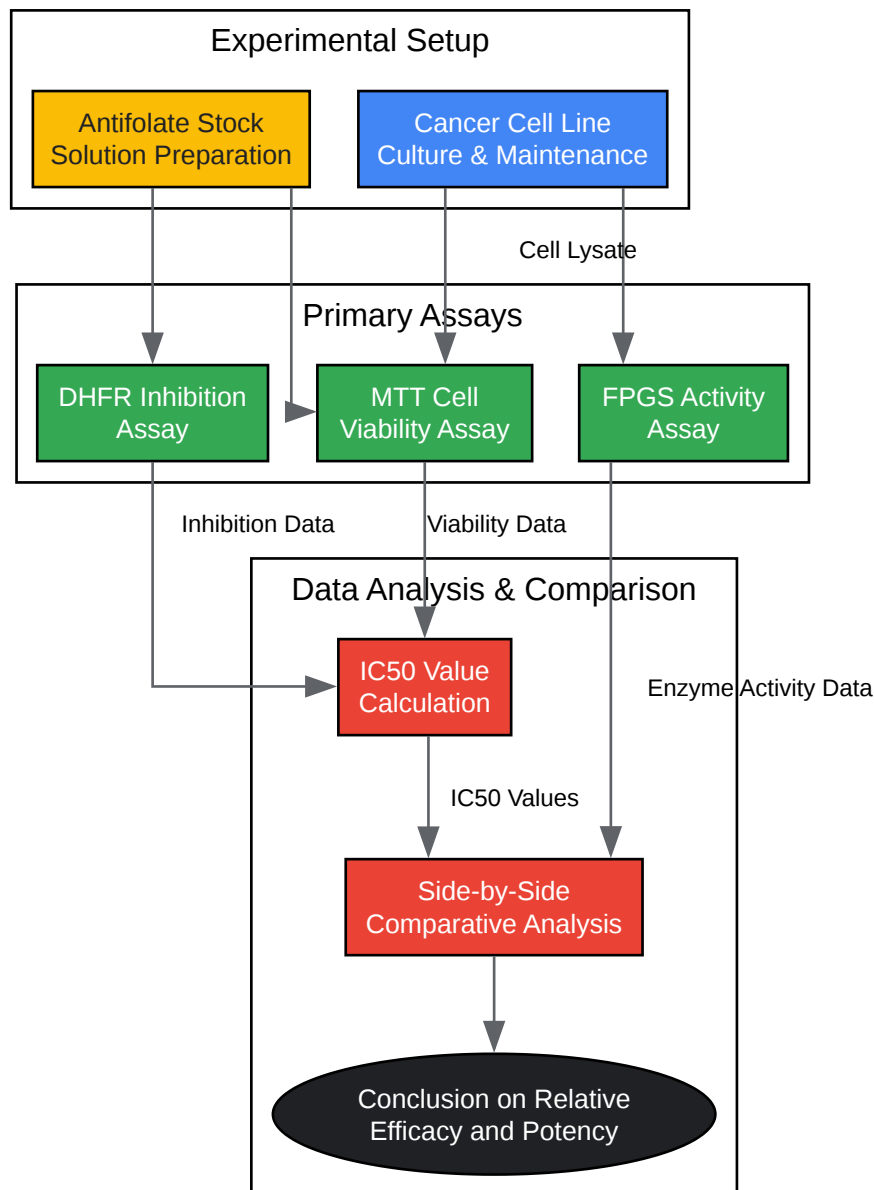 Experimental Setup
Antifolate Stock
Solution Preparation
Cancer Cell Line
Culture & Maintenance
Cell Lysate
Primary Assays
DHFR Inhibition
Assay
MTT Cell
Viability Assay
FPGS Activity
Assay
Inhibition Data
Viability Data
Data Analysis & Comparison
IC50 Value
Calculation
Enzyme Activity Data
IC50 Values
Side-by-Side
Comparative Analysis
Conclusion on Relative
Efficacy and Potency